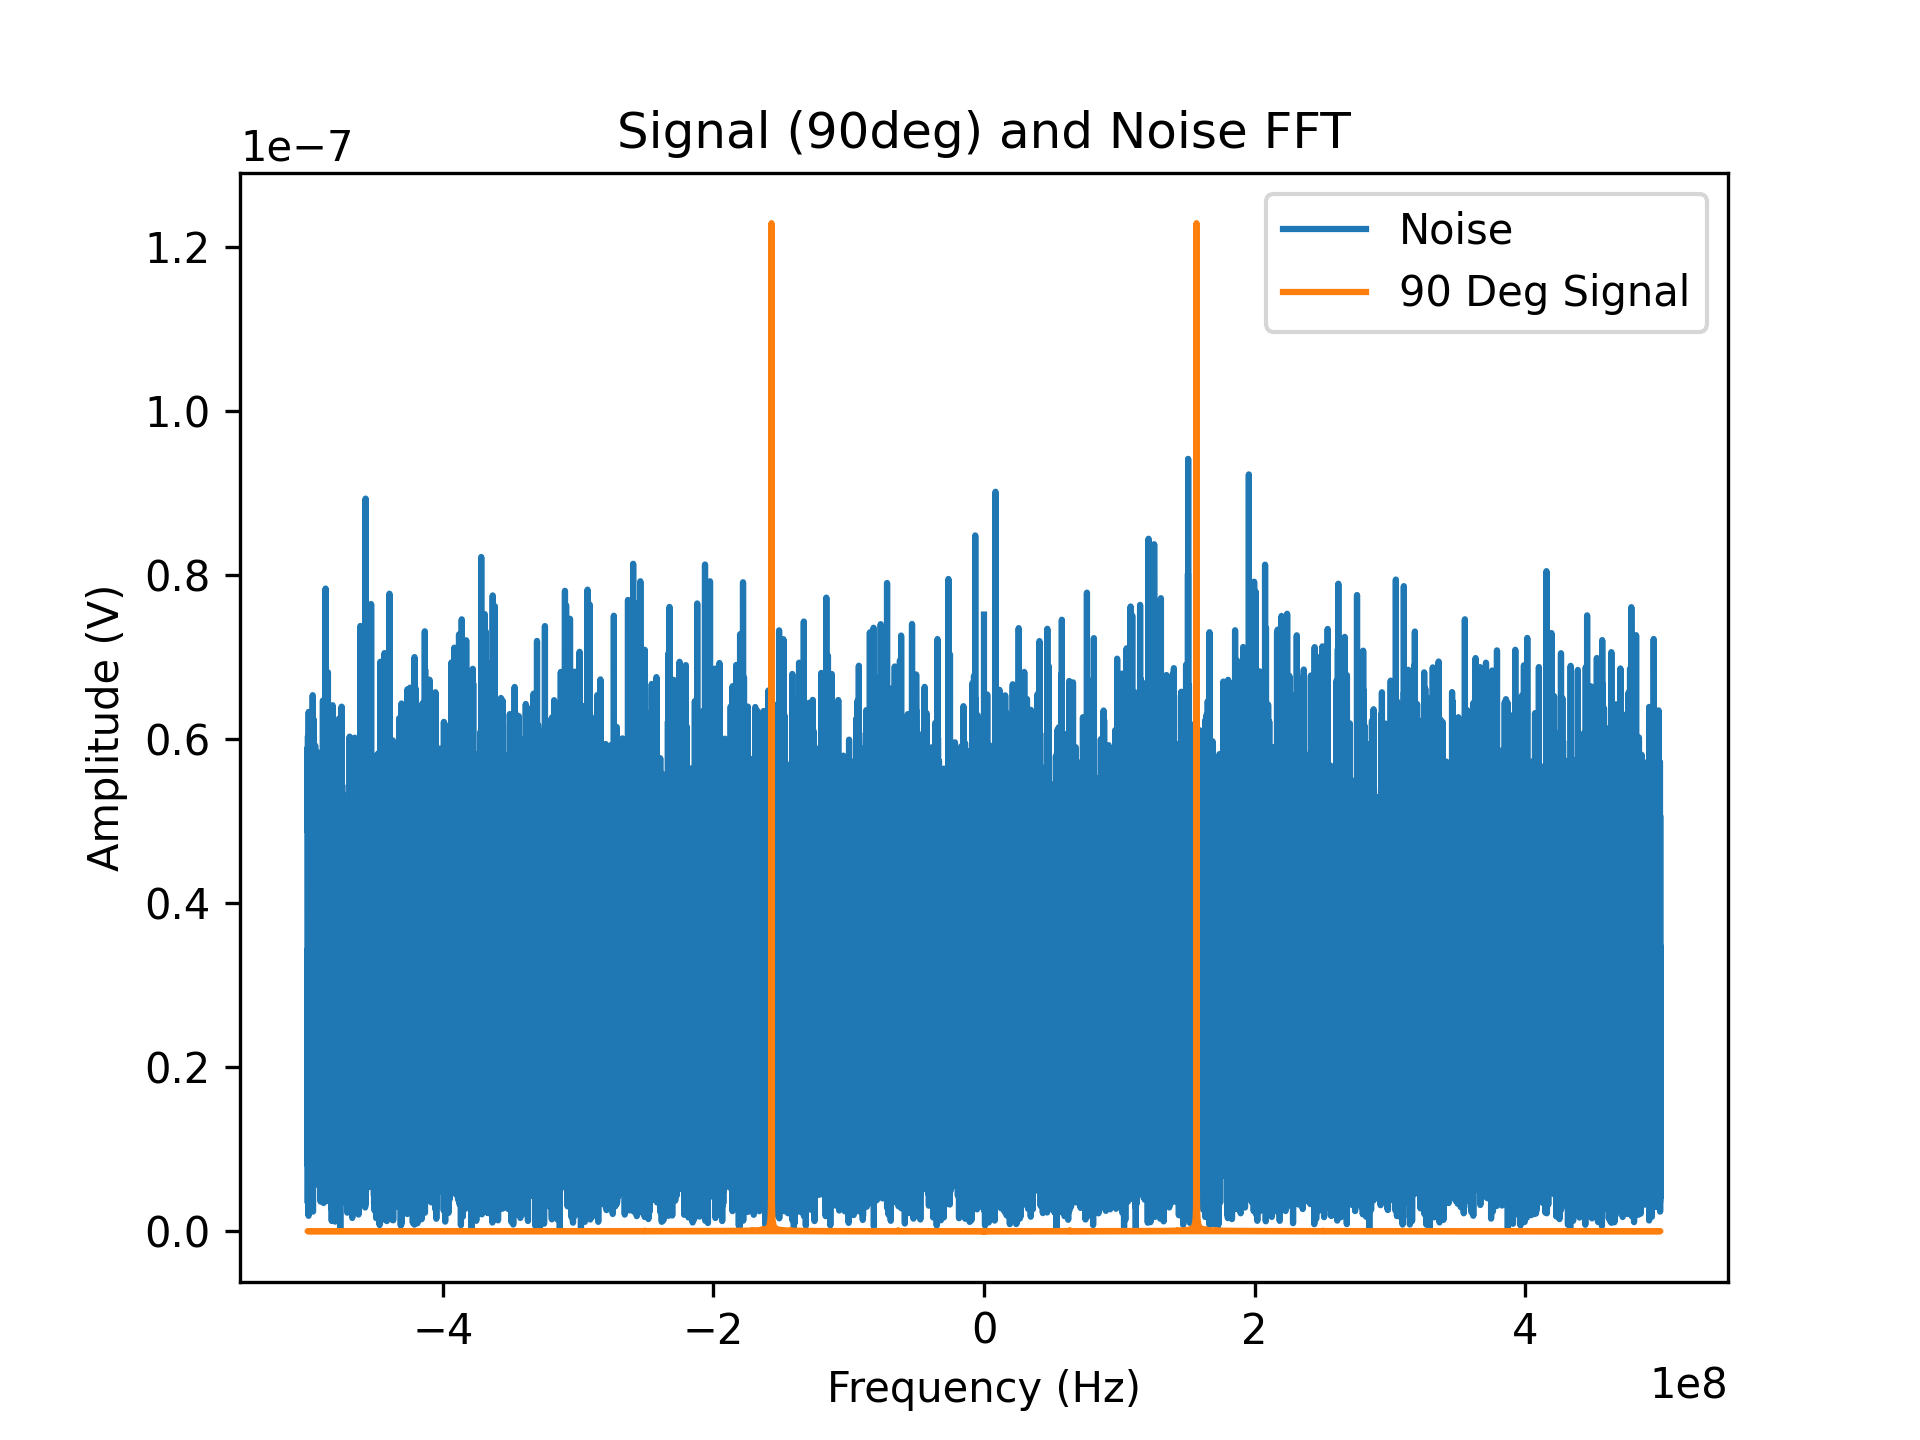 Signal (90deg) and Noise FFT
1e−7
Noise
90 Deg Signal
1.2
1.0
0.8
0.6
0.4
0.2
0.0
Amplitude (V)
−4
−2
0
2
4
Frequency (Hz)
1e8